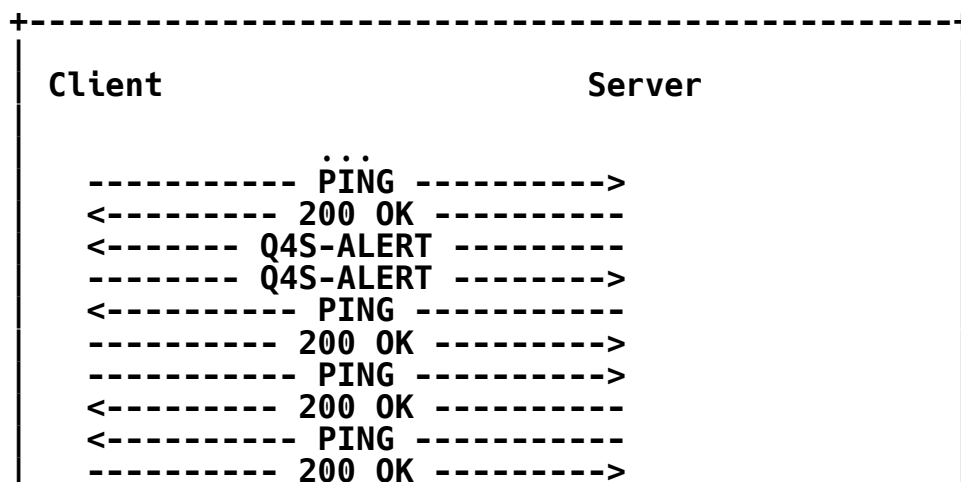 +------------------------------------------------+
Client                      Server
...
----------- PING ---------->
<--------- 200 OK ----------
<------- Q4S-ALERT ---------
-------- Q4S-ALERT -------->
<---------- PING -----------
---------- 200 OK --------->
----------- PING ---------->
<--------- 200 OK ----------
<---------- PING -----------
---------- 200 OK --------->